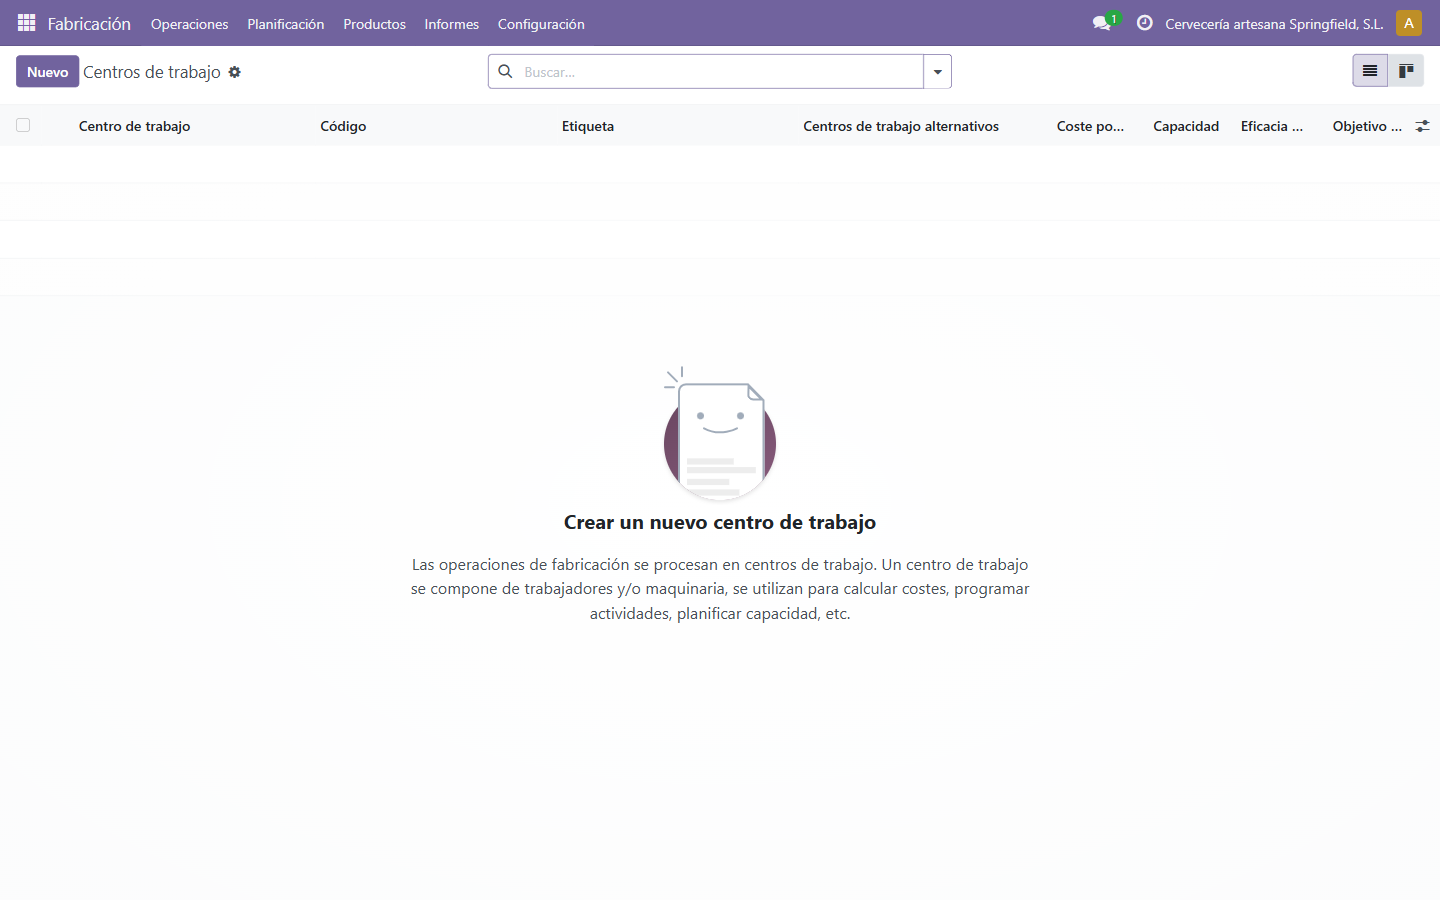 Fabricación Operaciones Planificación Productos Informes Configuración 1 Cervecería artesana Springfield, S.L. A
Nuevo Centros de trabajo Buscar...
Centro de trabajo Código Etiqueta Centros de trabajo alternativos Coste po... Capacidad Eficacia ... Objetivo ...
Crear un nuevo centro de trabajo
Las operaciones de fabricación se procesan en centros de trabajo. Un centro de trabajo
se compone de trabajadores y/o maquinaria, se utilizan para calcular costes, programar
actividades, planificar capacidad, etc.